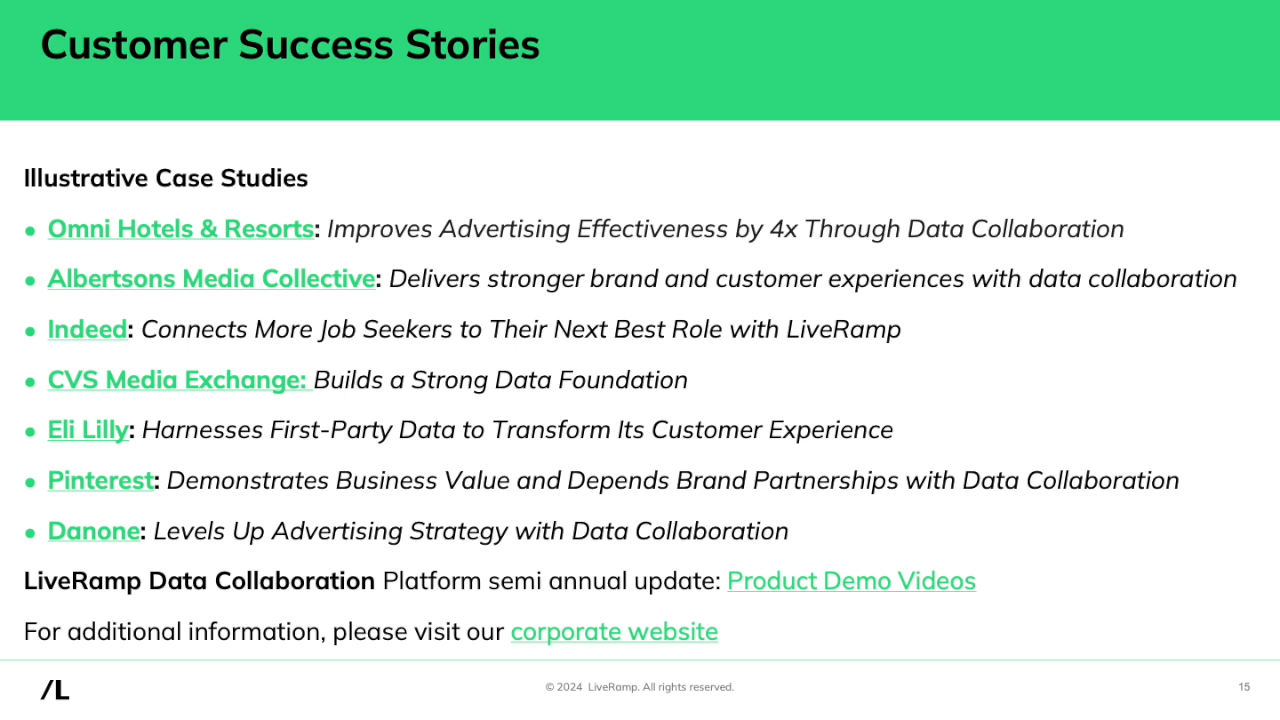 Customer Success Stories
Illustrative Case Studies
• Omni Hotels & Resorts: Improves Advertising Effectiveness by 4x Through Data Collaboration
• Albertsons Media Collective: Delivers stronger brand and customer experiences with data collaboration
• Indeed: Connects More Job Seekers to Their Next Best Role with LiveRamp
• CVS Media Exchange: Builds a Strong Data Foundation
• Eli Lilly: Harnesses First-Party Data to Transform Its Customer Experience
• Pinterest: Demonstrates Business Value and Depends Brand Partnerships with Data Collaboration
• Danone: Levels Up Advertising Strategy with Data Collaboration
LiveRamp Data Collaboration Platform semi annual update: Product Demo Videos
For additional information, please visit our corporate website
/L
© 2024 LiveRamp. All rights reserved.
15